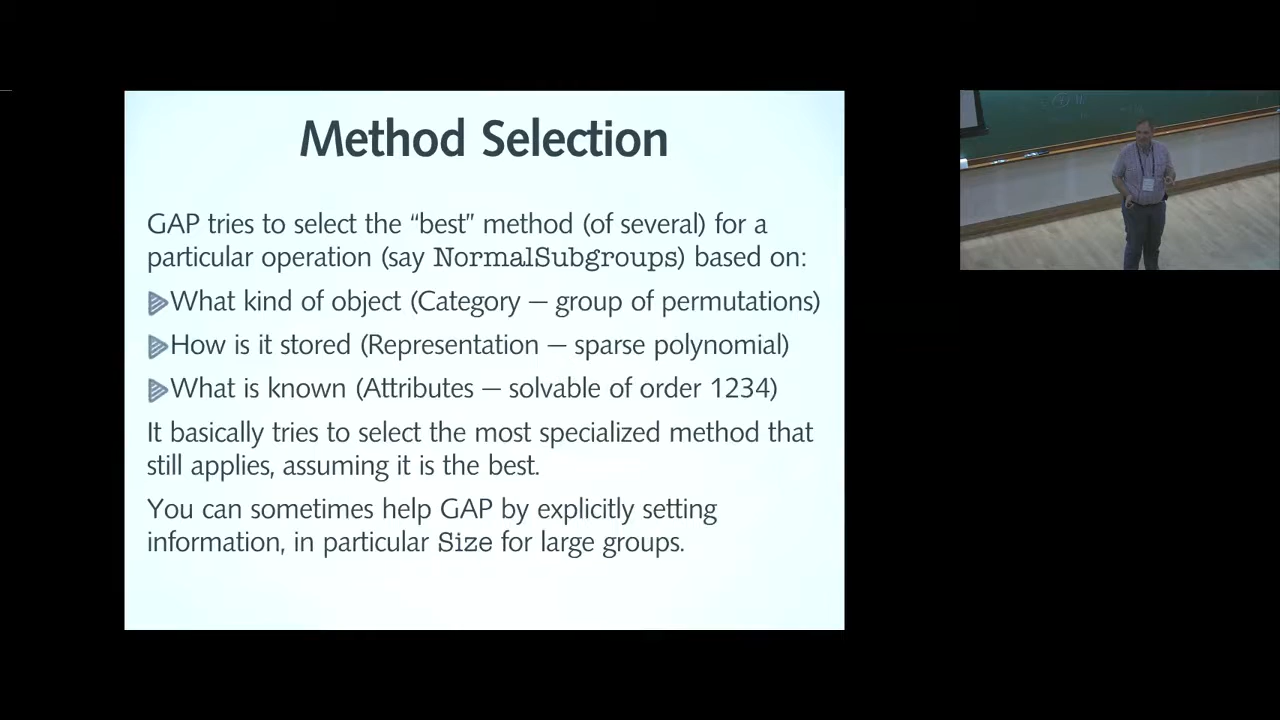 Method Selection
GAP tries to select the “best” method (of several) for a
particular operation (say NormalSubgroups) based on:
What kind of object (Category — group of permutations)
How is it stored (Representation — sparse polynomial)
What is known (Attributes — solvable of order 1234)
It basically tries to select the most specialized method that
still applies, assuming it is the best.
You can sometimes help GAP by explicitly setting
information, in particular Size for large groups.